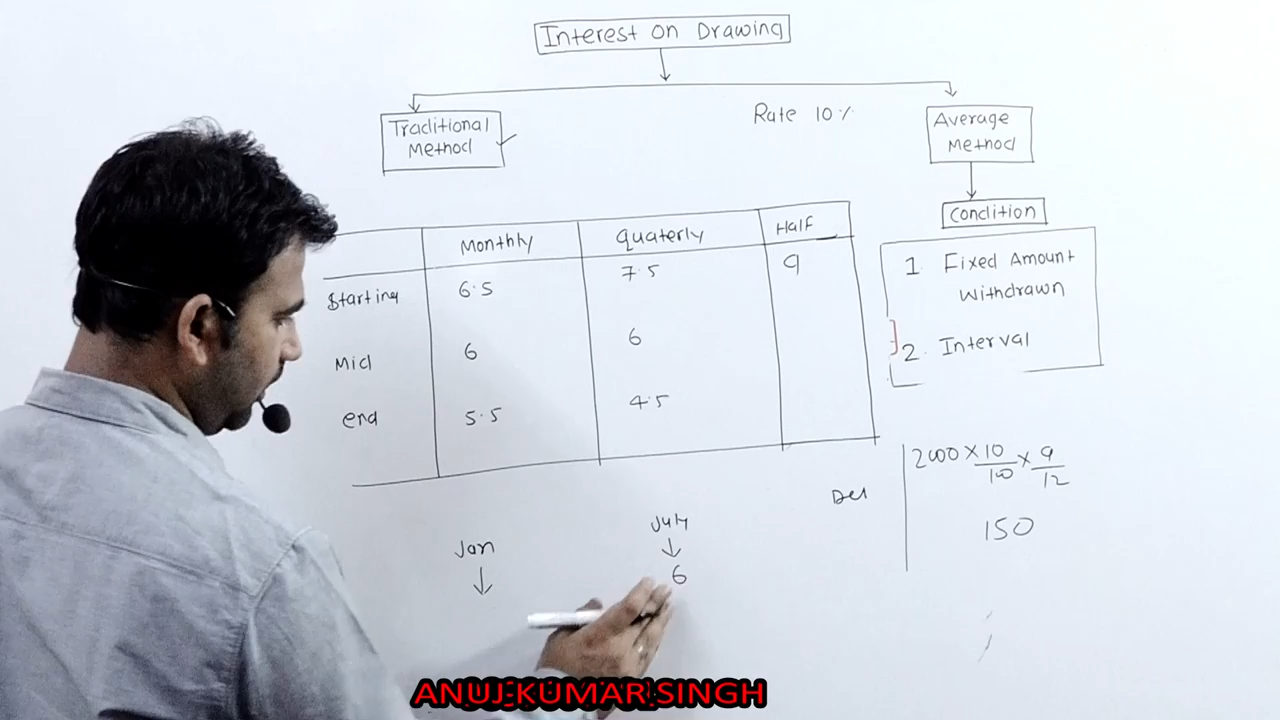 Interest on Drawing
Traditional
Method
Rate 10%
Average
Method
Condition
1. Fixed Amount
Withdrawn
2. Interval
Monthly Quaterly Half
Starting 6.5 7.5 9
Mid 6 6
end 5.5 4.5
2000 × 10/100 × 9/12
150
Jan
July
6
ANUJ KUMAR SINGH